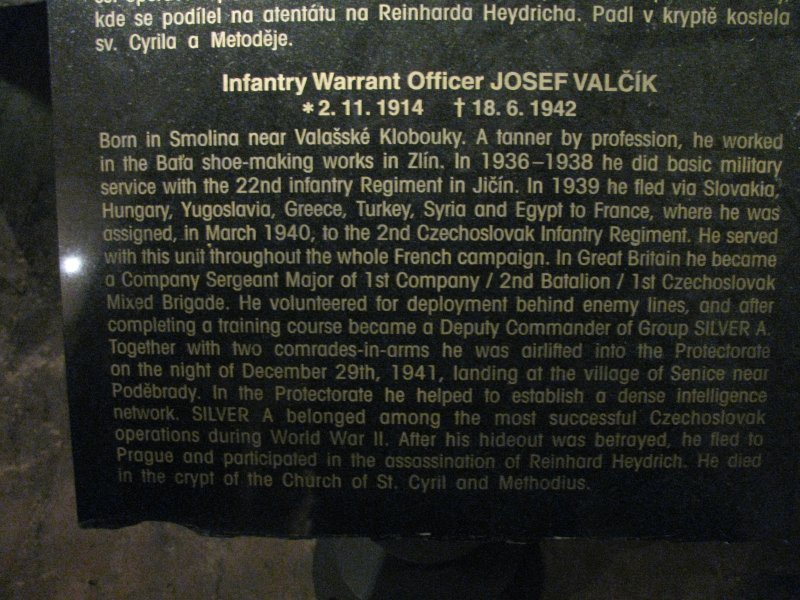 kde se podílel na atentátu na Reinharda Heydricha. Padl v kryptě kostela
sv. Cyrila a Metoděje.
Infantry Warrant Officer JOSEF VALČÍK
* 2. 11. 1914 † 18. 6. 1942
Born in Smolina near Valašské Klobouky. A tanner by profession, he worked
in the Baťa shoe-making works in Zlín. In 1936–1938 he did basic military
service with the 22nd infantry Regiment in Jičín. In 1939 he fled via Slovakia,
Hungary, Yugoslavia, Greece, Turkey, Syria and Egypt to France, where he was
assigned, in March 1940, to the 2nd Czechoslovak Infantry Regiment. He served
with this unit throughout the whole French campaign. In Great Britain he became
a Company Sergeant Major of 1st Company / 2nd Batalion / 1st Czechoslovak
Mixed Brigade. He volunteered for deployment behind enemy lines, and after
completing a training course became a Deputy Commander of Group SILVER A.
Together with two comrades-in-arms he was airlifted into the Protectorate
on the night of December 29th, 1941, landing at the village of Senice near
Poděbrady. In the Protectorate he helped to establish a dense intelligence
network. SILVER A belonged among the most successful Czechoslovak
operations during World War II. After his hideout was betrayed, he fled to
Prague and participated in the assassination of Reinhard Heydrich. He died
in the crypt of the Church of St. Cyril and Methodius.